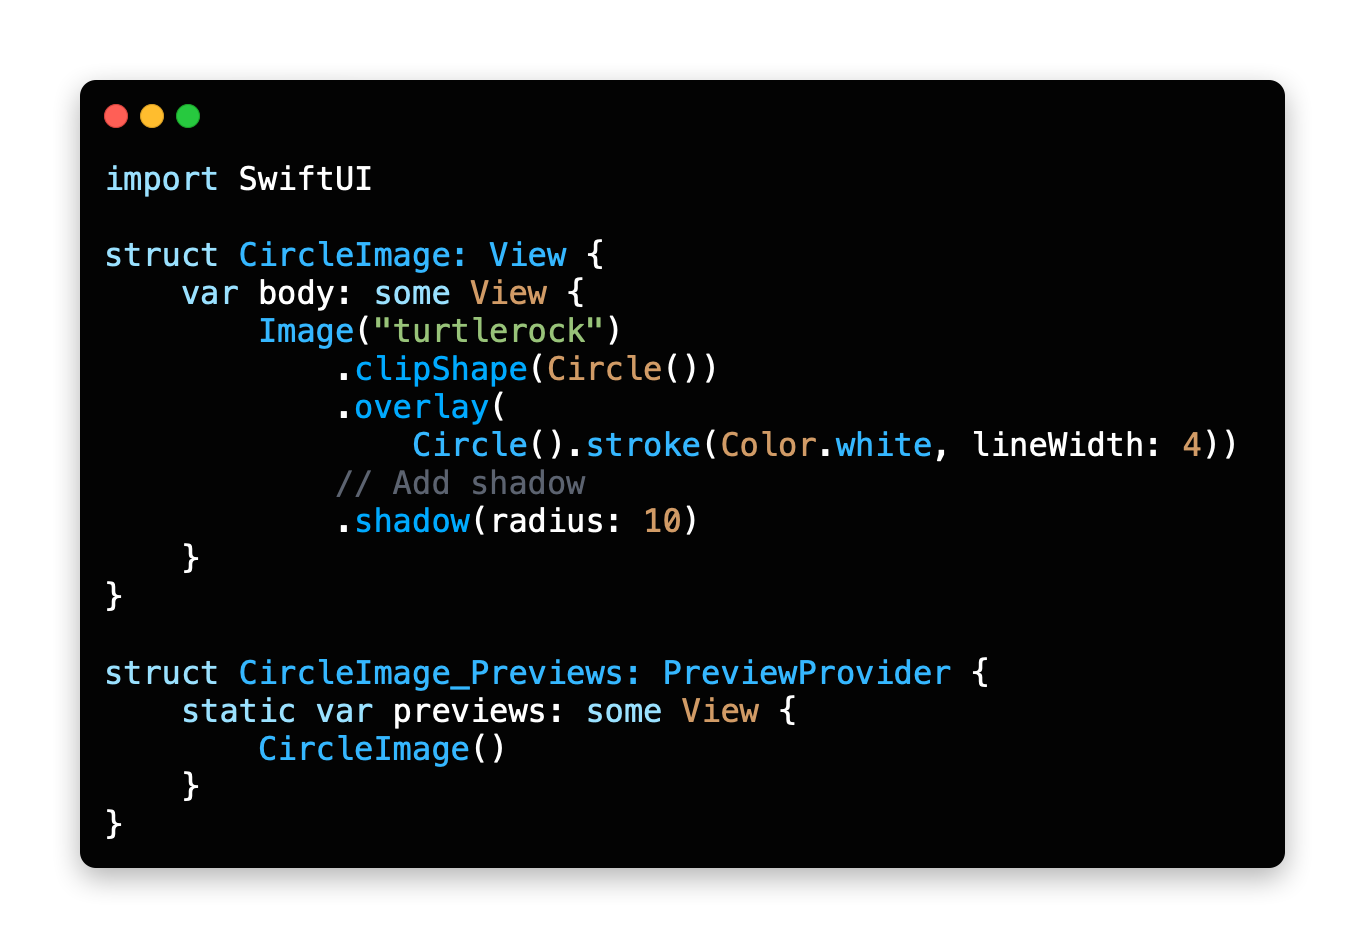 import SwiftUI

struct CircleImage: View {
    var body: some View {
        Image("turtlerock")
            .clipShape(Circle())
            .overlay(
                Circle().stroke(Color.white, lineWidth: 4))
            // Add shadow
            .shadow(radius: 10)
    }
}

struct CircleImage_Previews: PreviewProvider {
    static var previews: some View {
        CircleImage()
    }
}